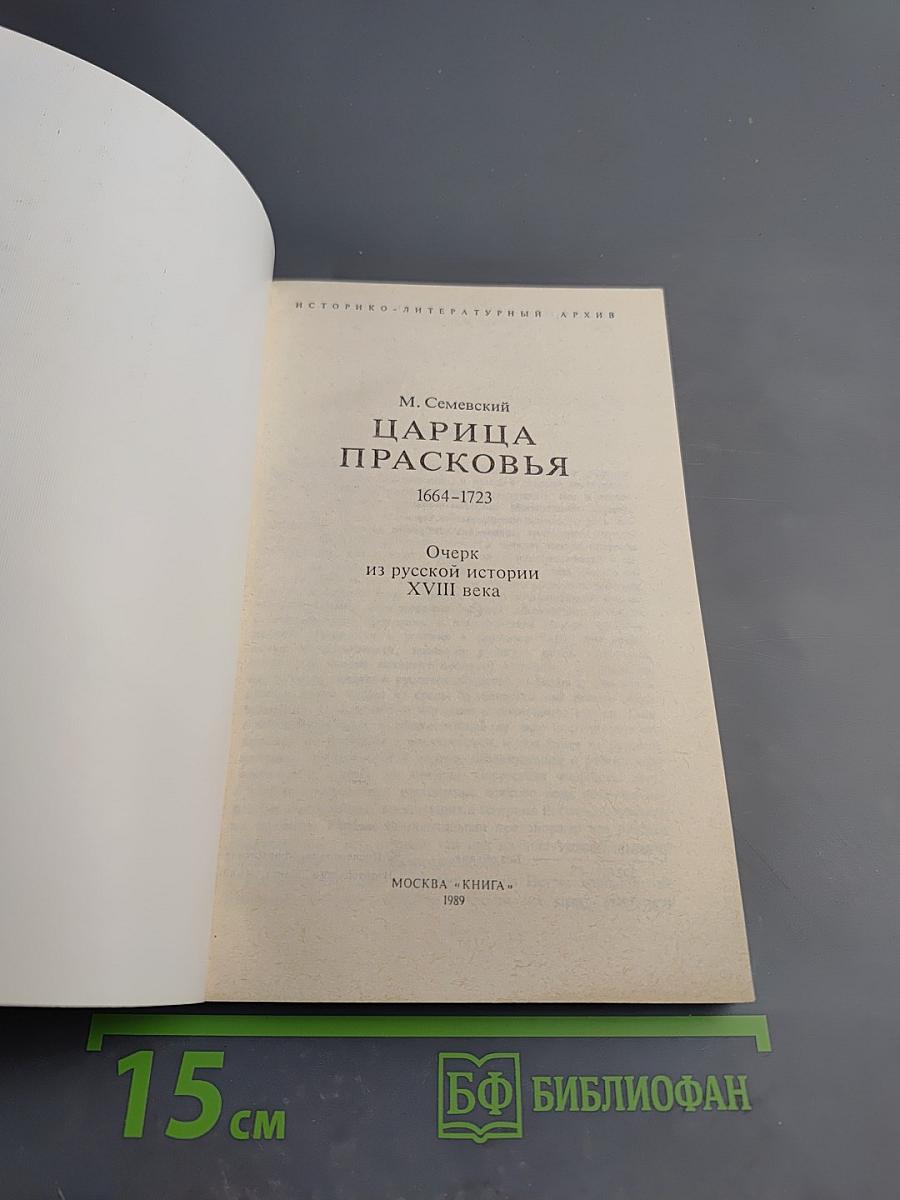 ИСТОРИКО-ЛИТЕРАТУРНЫЙ АРХИВ
М. Семевский
ЦАРИЦА
ПРАСКОВЬЯ
1664–1723
Очерк
из русской истории
XVIII века
МОСКВА «КНИГА»
1989
15 см
БФ БИБЛИОФАН